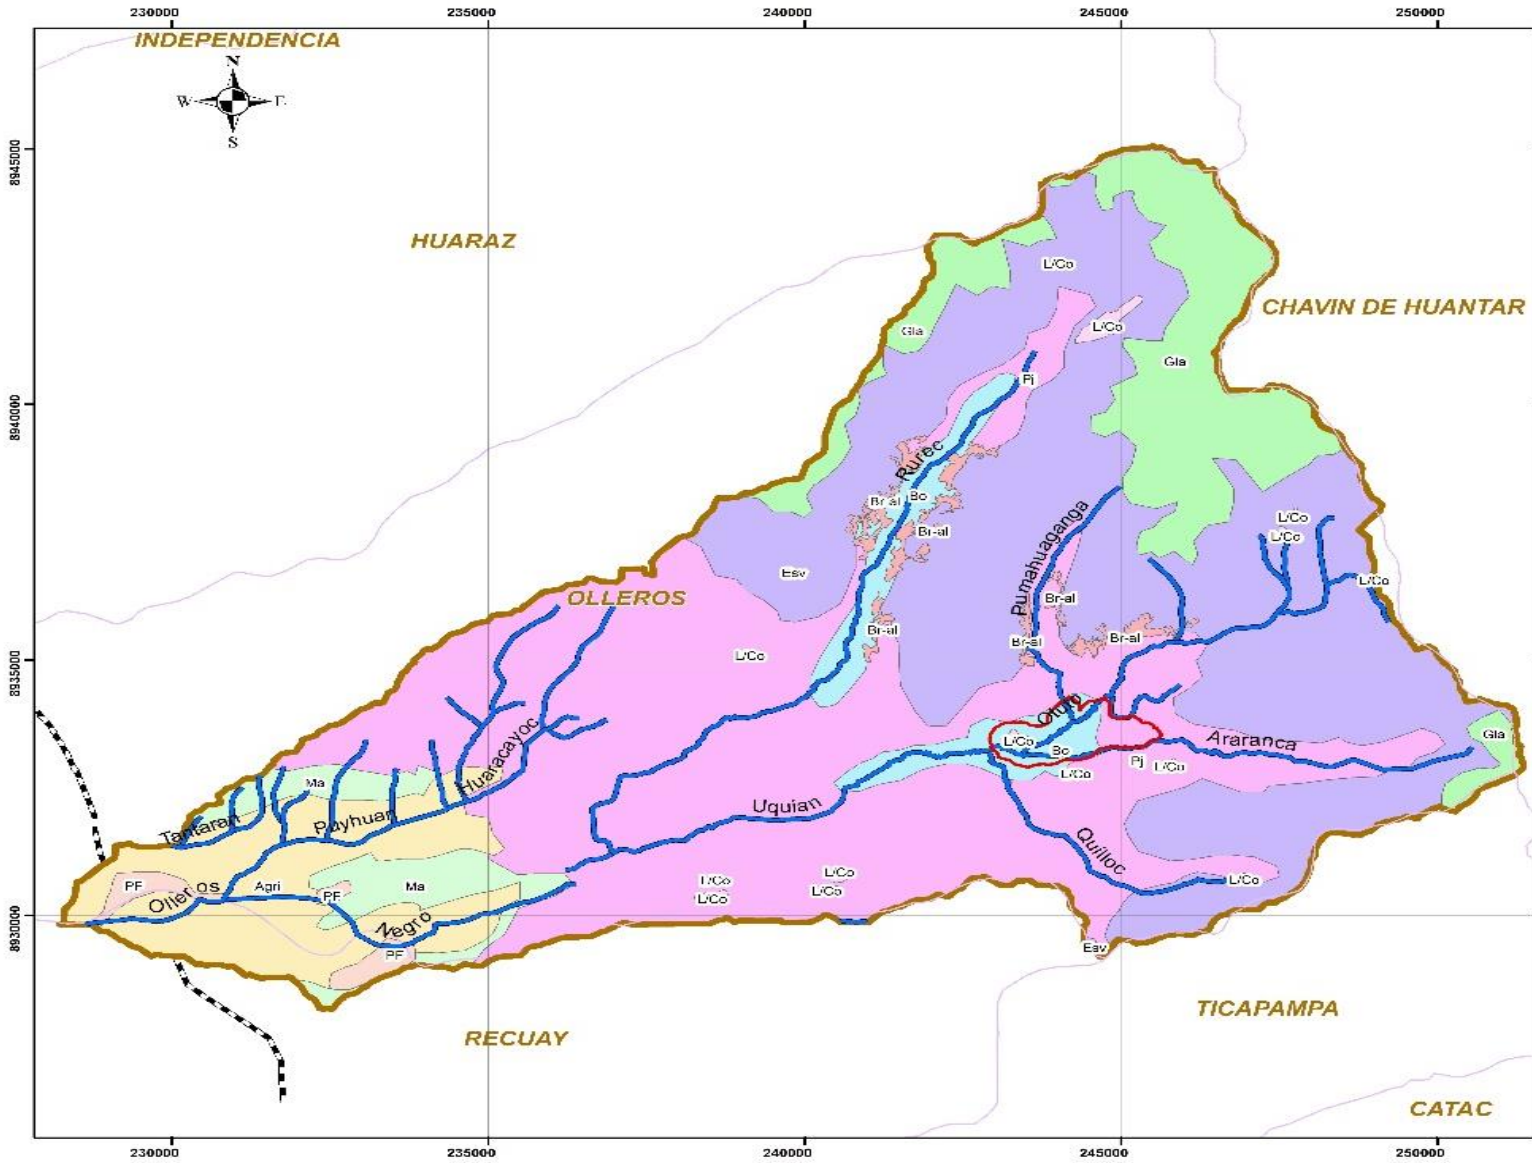 230000 235000 240000 245000 250000
INDEPENDENCIA
N
W E
S
8945000
HUARAZ
L/Co
CHAVIN DE HUANTAR
Gla
L/Co
Gla
Pj
8940000
Rurec
Br-al
Bo
Br-al
Pumahuaganga
L/Co
L/Co
Esv
L/Co
OLLEROS
Br-al
Br-al
Br-al
Br-al
L/Co
8935000
Otuto
L/Co
Bo
Araranca
Gla
Pj
L/Co
L/Co
Huaracayoc
Ma
Uquian
Tantaran
Puyhuan
Quilloc
PF
Olleros
Agri
PF
Ma
L/Co
L/Co
L/Co
L/Co
L/Co
8930000
Negro
PF
Esv
TICAPAMPA
RECUAY
CATAC
230000 235000 240000 245000 250000